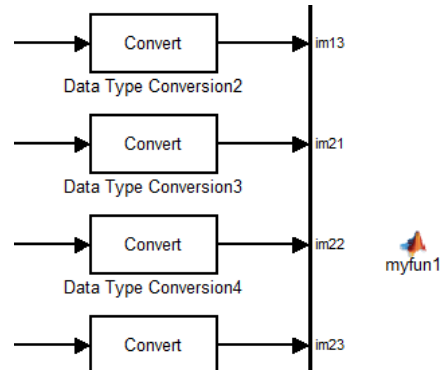 Convert
im13
Data Type Conversion2
Convert
im21
Data Type Conversion3
Convert
im22
myfun1
Data Type Conversion4
Convert
im23